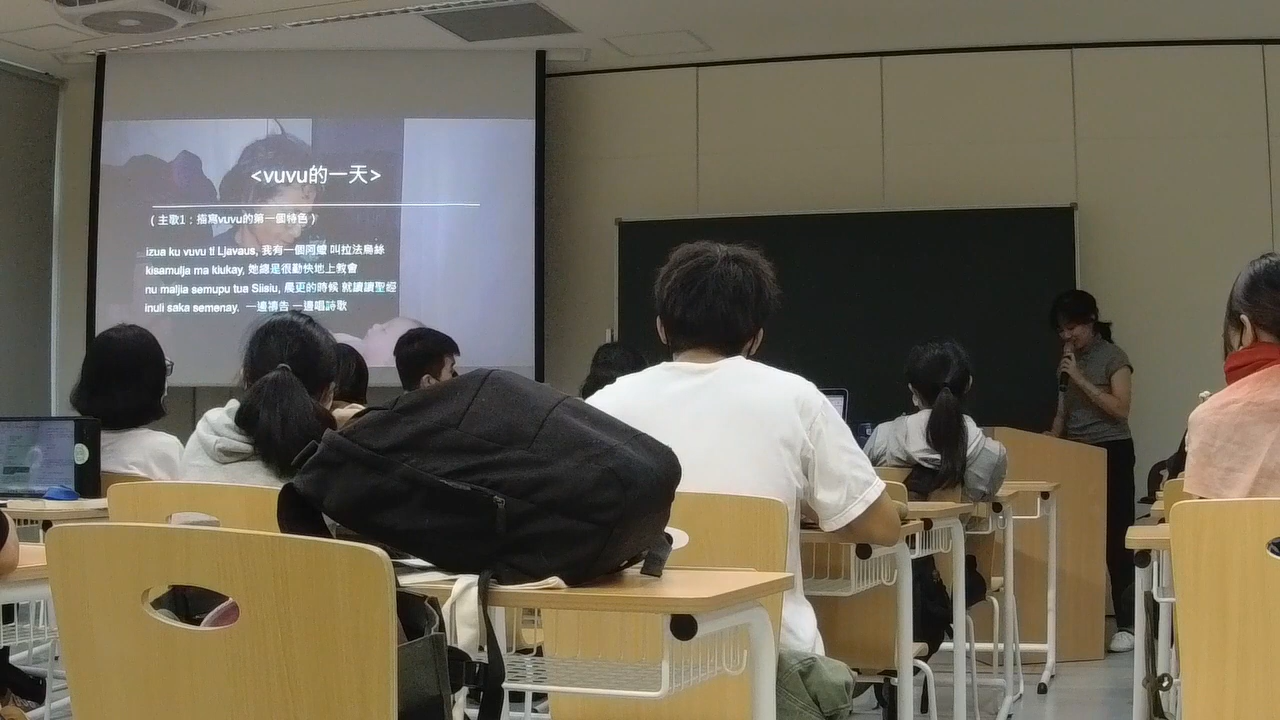 <vuvu的一天>
(主歌1：描寫vuvu的第一個特色)
izua ku vuvu ti Ljavaus, 我有一個阿嬤 叫拉法烏絲
kisamulja ma kiukay, 她總是很勤快地上教會
nu maljia semupu tua Siisiu, 晨更的時候 就讀讀聖經
inuli saka semenay. 一邊禱告 一邊唱詩歌